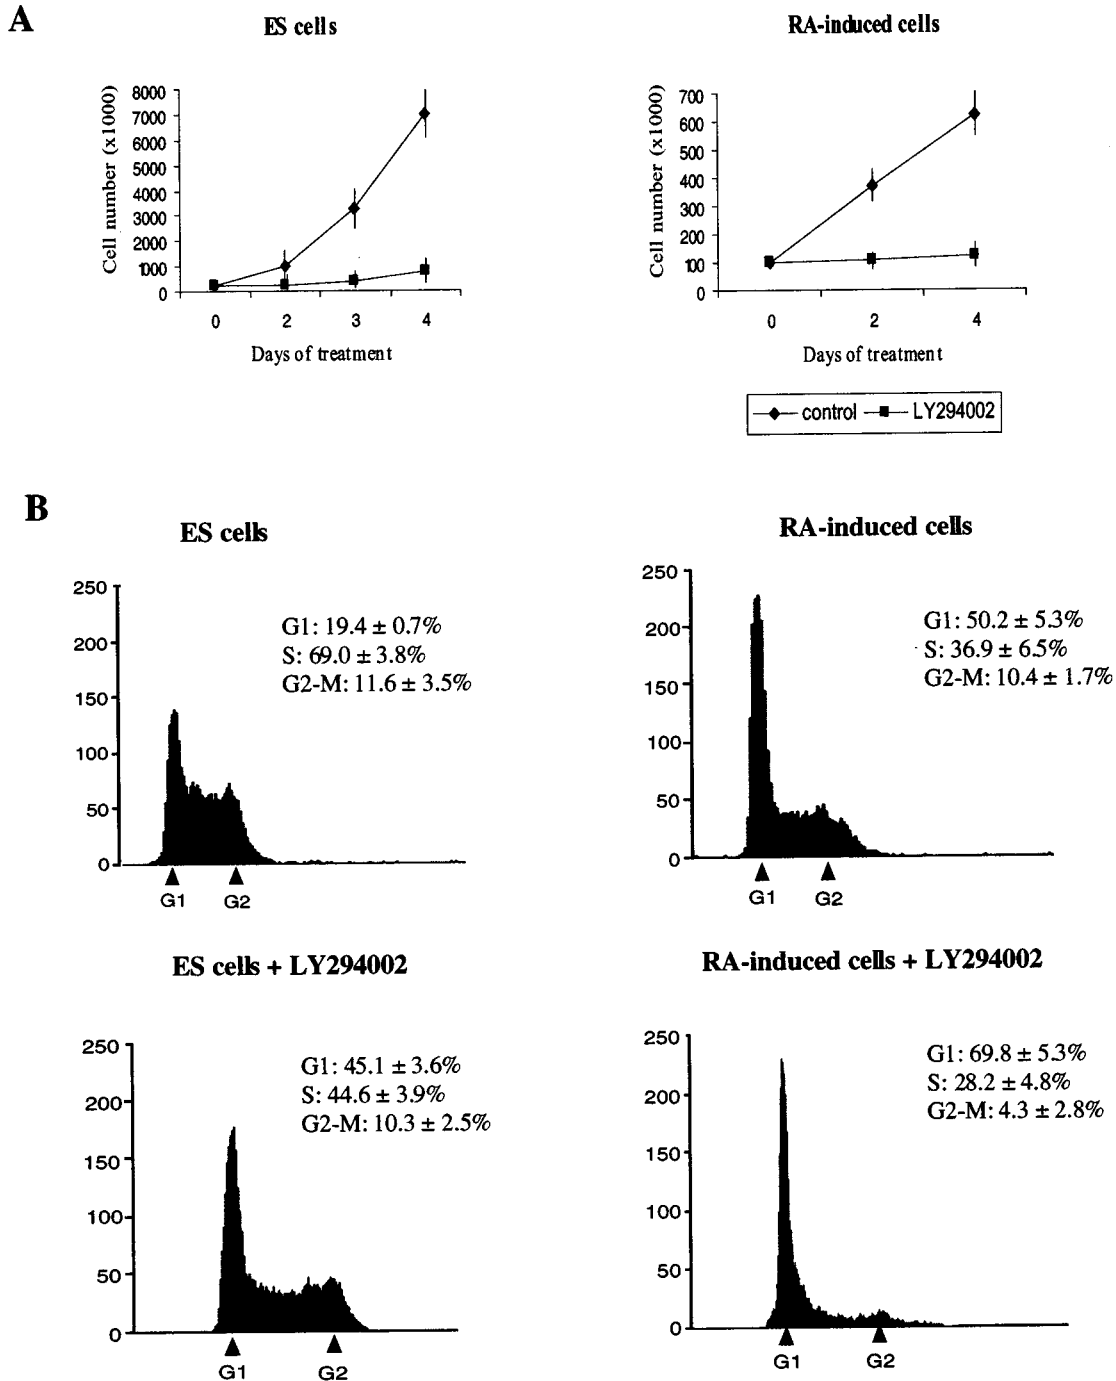 A
ES cells
RA-induced cells
Cell number (x1000)
8000
7000
6000
5000
4000
3000
2000
1000
0
0 2 3 4
Days of treatment
Cell number (x1000)
700
600
500
400
300
200
100
0
0 2 4
Days of treatment
control LY294002
B
ES cells
250
200
150
100
50
0
G1: 19.4 ± 0.7%
S: 69.0 ± 3.8%
G2-M: 11.6 ± 3.5%
G1 G2
RA-induced cells
250
200
150
100
50
0
G1: 50.2 ± 5.3%
S: 36.9 ± 6.5%
G2-M: 10.4 ± 1.7%
G1 G2
ES cells + LY294002
250
200
150
100
50
0
G1: 45.1 ± 3.6%
S: 44.6 ± 3.9%
G2-M: 10.3 ± 2.5%
G1 G2
RA-induced cells + LY294002
250
200
150
100
50
0
G1: 69.8 ± 5.3%
S: 28.2 ± 4.8%
G2-M: 4.3 ± 2.8%
G1 G2